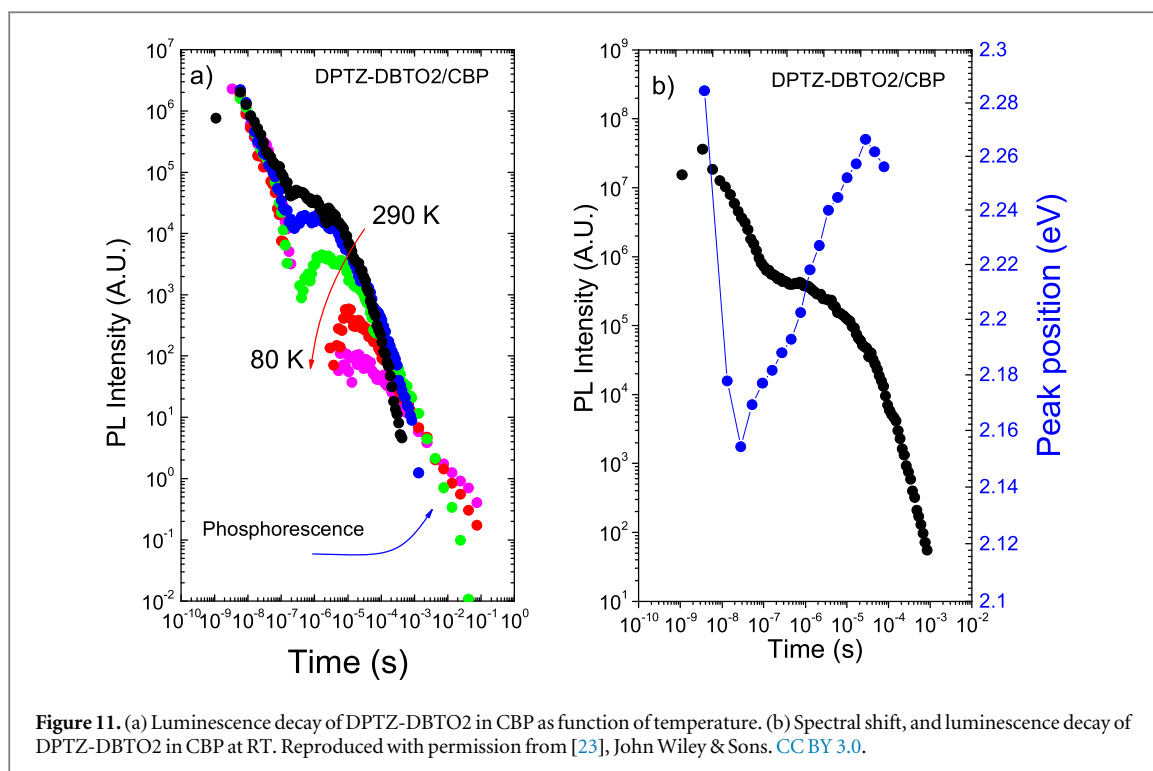 a)
DPTZ-DBTO2/CBP
10^7
10^6
10^5
10^4
10^3
10^2
10^1
10^0
10^-1
10^-2
PL Intensity (A.U.)
290 K
80 K
Phosphorescence
10^-10 10^-9 10^-8 10^-7 10^-6 10^-5 10^-4 10^-3 10^-2 10^-1 10^0
Time (s)
b)
DPTZ-DBTO2/CBP
10^9
10^8
10^7
10^6
10^5
10^4
10^3
10^2
10^1
PL Intensity (A.U.)
2.3
2.28
2.26
2.24
2.22
2.2
2.18
2.16
2.14
2.12
2.1
Peak position (eV)
10^-10 10^-9 10^-8 10^-7 10^-6 10^-5 10^-4 10^-3 10^-2
Time (s)
Figure 11. (a) Luminescence decay of DPTZ-DBTO2 in CBP as function of temperature. (b) Spectral shift, and luminescence decay of
DPTZ-DBTO2 in CBP at RT. Reproduced with permission from [23], John Wiley & Sons. CC BY 3.0.